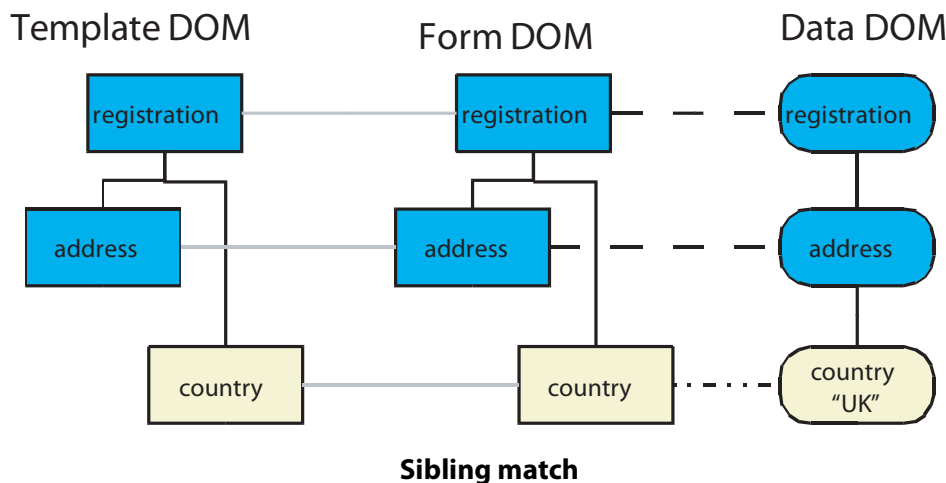 Template DOM
Form DOM
Data DOM
registration
registration
registration
address
address
address
country
country
country
“UK”
Sibling match